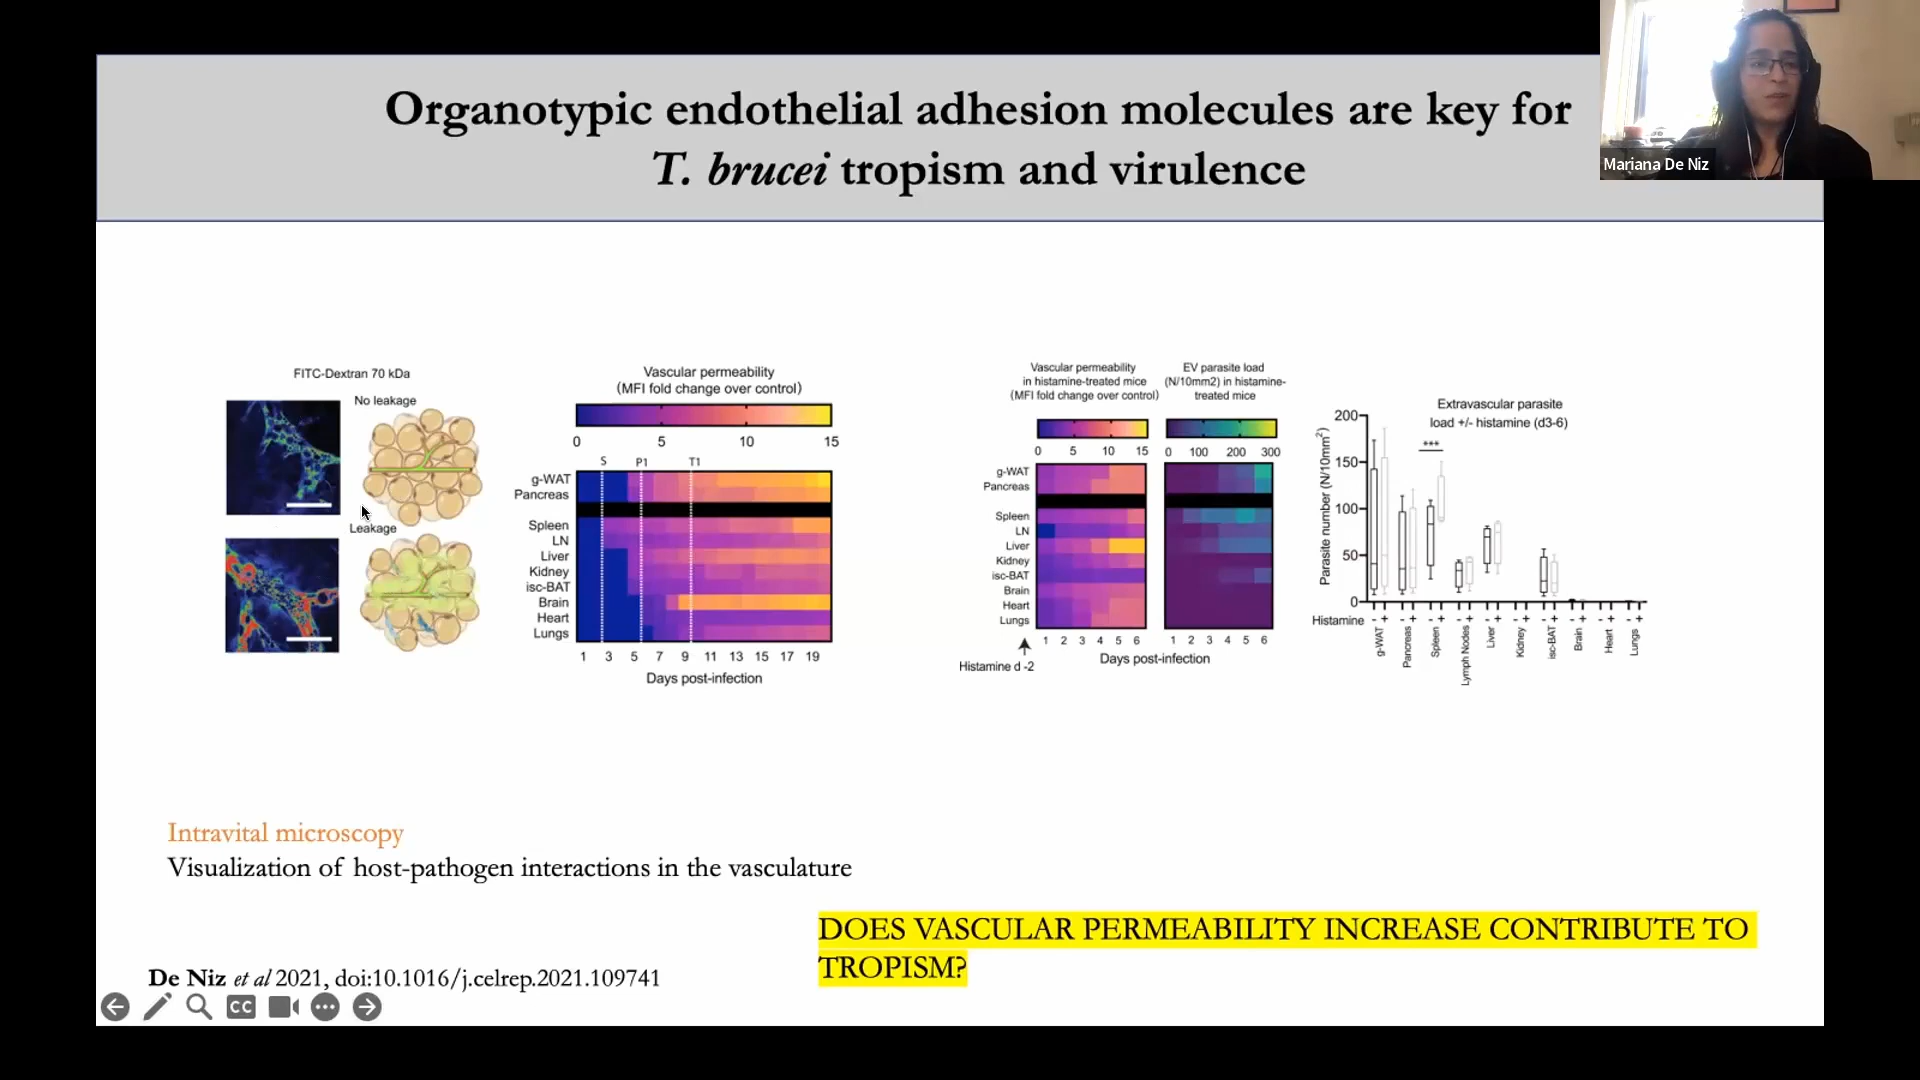 Organotypic endothelial adhesion molecules are key for
T. brucei tropism and virulence
Mariana De Niz
FITC-Dextran 70 kDa
No leakage
Leakage
Vascular permeability
(MFI fold change over control)
0 5 10 15
S P1 T1
g-WAT
Pancreas
Spleen
LN
Liver
Kidney
isc-BAT
Brain
Heart
Lungs
1 3 5 7 9 11 13 15 17 19
Days post-infection
Vascular permeability
in histamine-treated mice
(MFI fold change over control)
0 5 10 15
EV parasite load
(N/10mm2) in histamine-
treated mice
0 100 200 300
g-WAT
Pancreas
Spleen
LN
Liver
Kidney
isc-BAT
Brain
Heart
Lungs
1 2 3 4 5 6
1 2 3 4 5 6
Histamine d -2
Days post-infection
Extravascular parasite
load +/- histamine (d3-6)
***
Parasite number (N/10mm²)
200
150
100
50
0
Histamine - + - + - + - + - + - + - + - + - + - +
g-WAT
Pancreas
Spleen
Lymph Nodes
Liver
Kidney
isc-BAT
Brain
Heart
Lungs
Intravital microscopy
Visualization of host-pathogen interactions in the vasculature
DOES VASCULAR PERMEABILITY INCREASE CONTRIBUTE TO
TROPISM?
De Niz et al 2021, doi:10.1016/j.celrep.2021.109741
CC